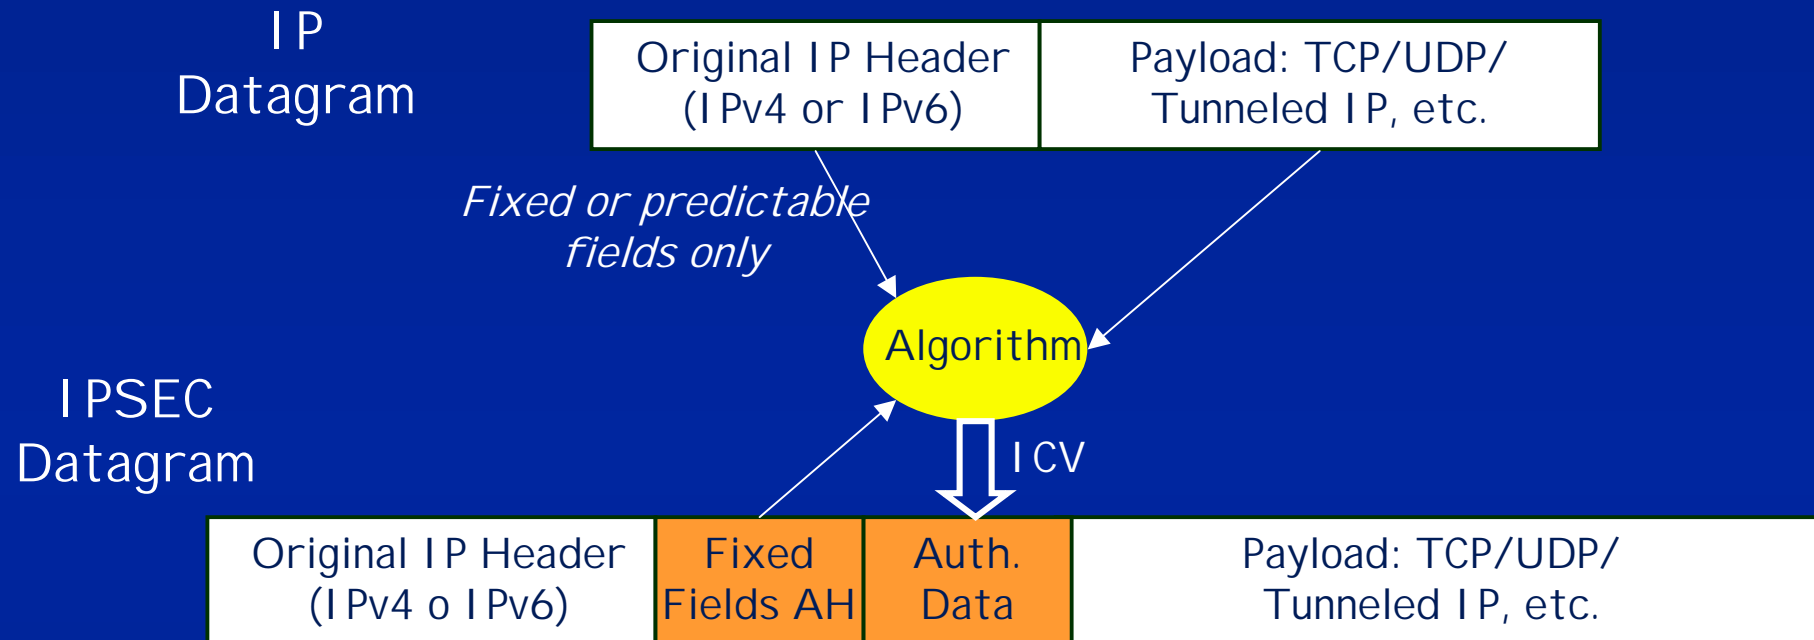 IP
Datagram
Original IP Header
(IPv4 or IPv6)
Payload: TCP/UDP/
Tunneled IP, etc.
Fixed or predictable
fields only
Algorithm
IPSEC
Datagram
ICV
Original IP Header
(IPv4 o IPv6)
Fixed
Fields AH
Auth.
Data
Payload: TCP/UDP/
Tunneled IP, etc.